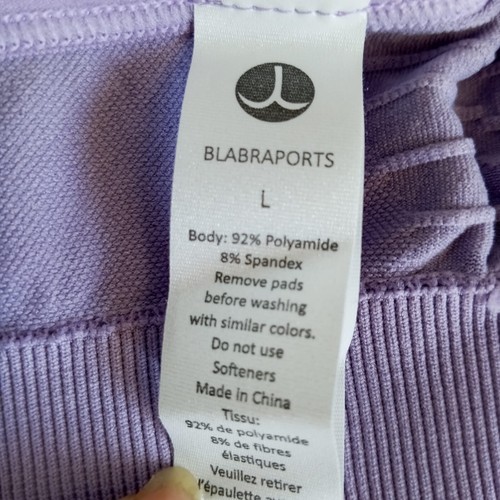 BLABRAPORTS
L
Body: 92% Polyamide
8% Spandex
Remove pads
before washing
with similar colors.
Do not use
Softeners
Made in China
Tissu:
92% de polyamide
8% de fibres
élastiques
Veuillez retirer
l'épaulette